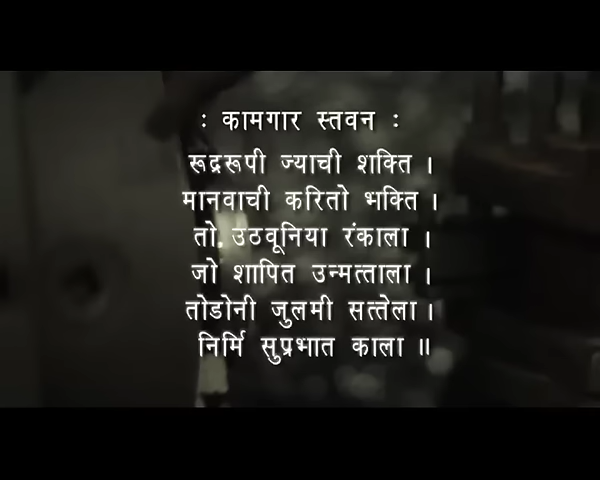 : कामगार स्तवन :
रूद्ररूपी ज्याची शक्ति ।
मानवाची करितो भक्ति ।
तो. उठवूनिया रंकाला ।
जो शापित उन्मत्ताला ।
तोडोनी जुलमी सत्तेला ।
निर्मि सुप्रभात काला ॥